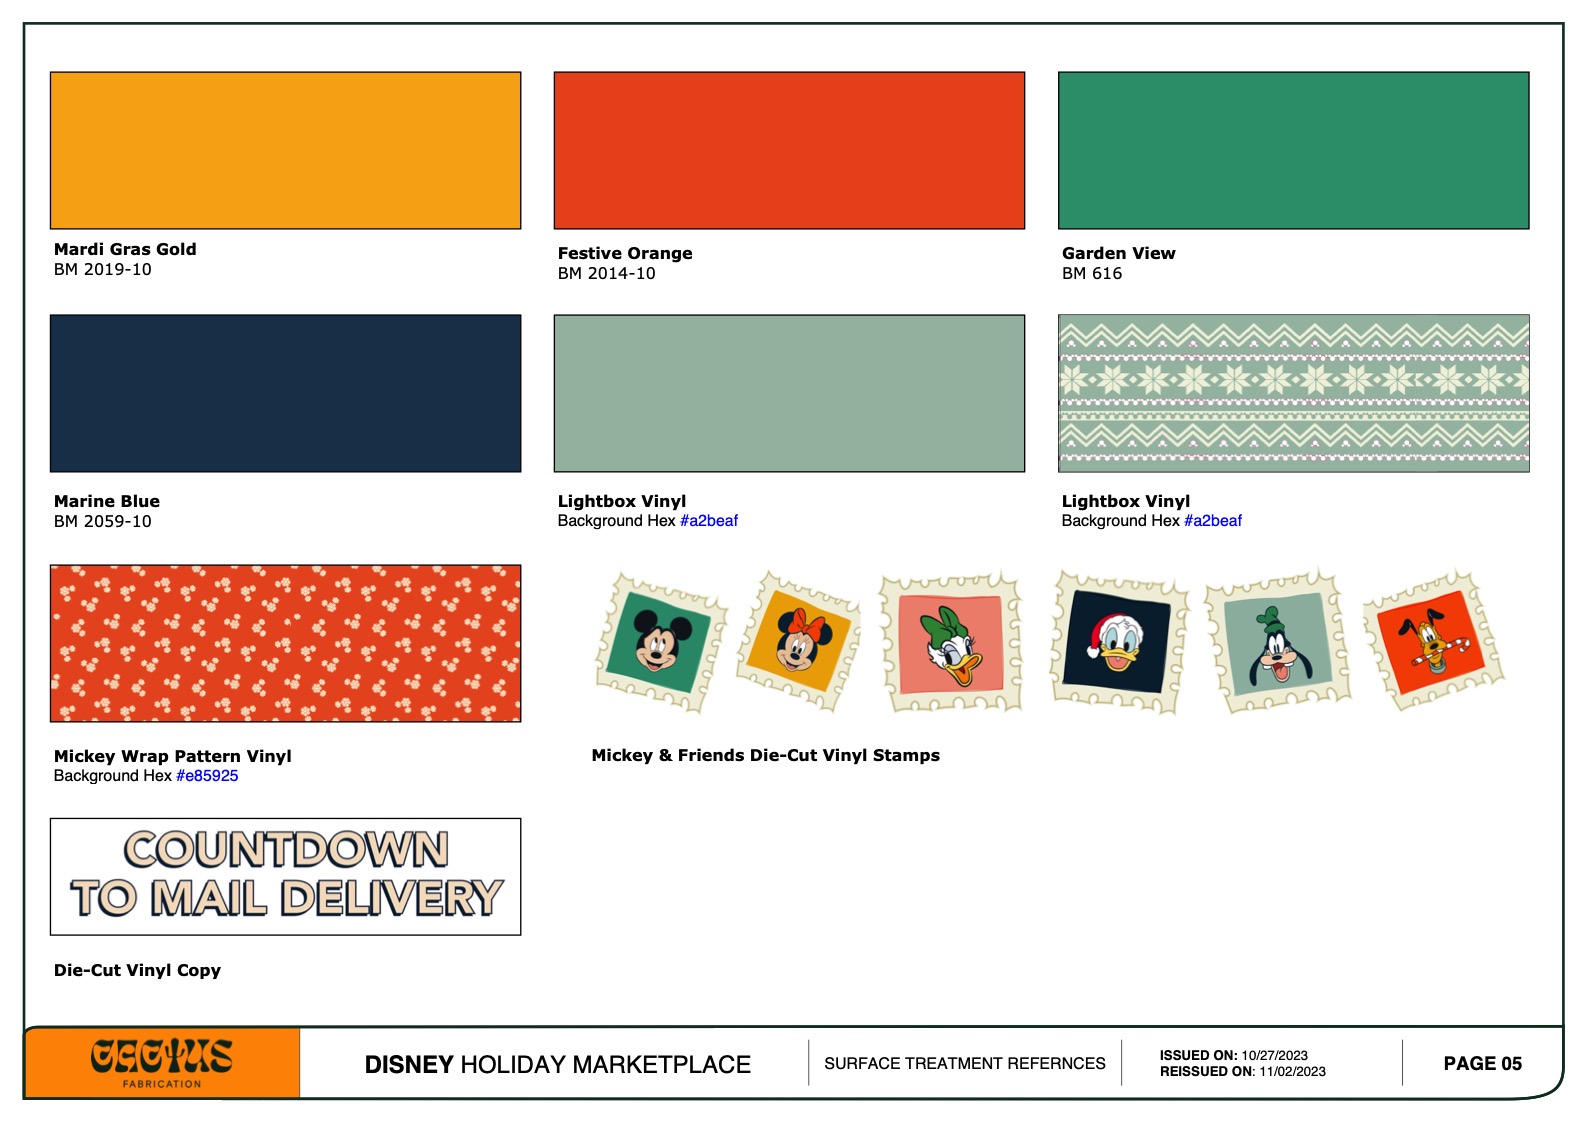 Mardi Gras Gold
BM 2019-10
Festive Orange
BM 2014-10
Garden View
BM 616
Marine Blue
BM 2059-10
Lightbox Vinyl
Background Hex #a2beaf
Lightbox Vinyl
Background Hex #a2beaf
Mickey Wrap Pattern Vinyl
Background Hex #e85925
Mickey & Friends Die-Cut Vinyl Stamps
COUNTDOWN
TO MAIL DELIVERY
Die-Cut Vinyl Copy
CACTUS
FABRICATION
DISNEY HOLIDAY MARKETPLACE
SURFACE TREATMENT REFERNCES
ISSUED ON: 10/27/2023
REISSUED ON: 11/02/2023
PAGE 05